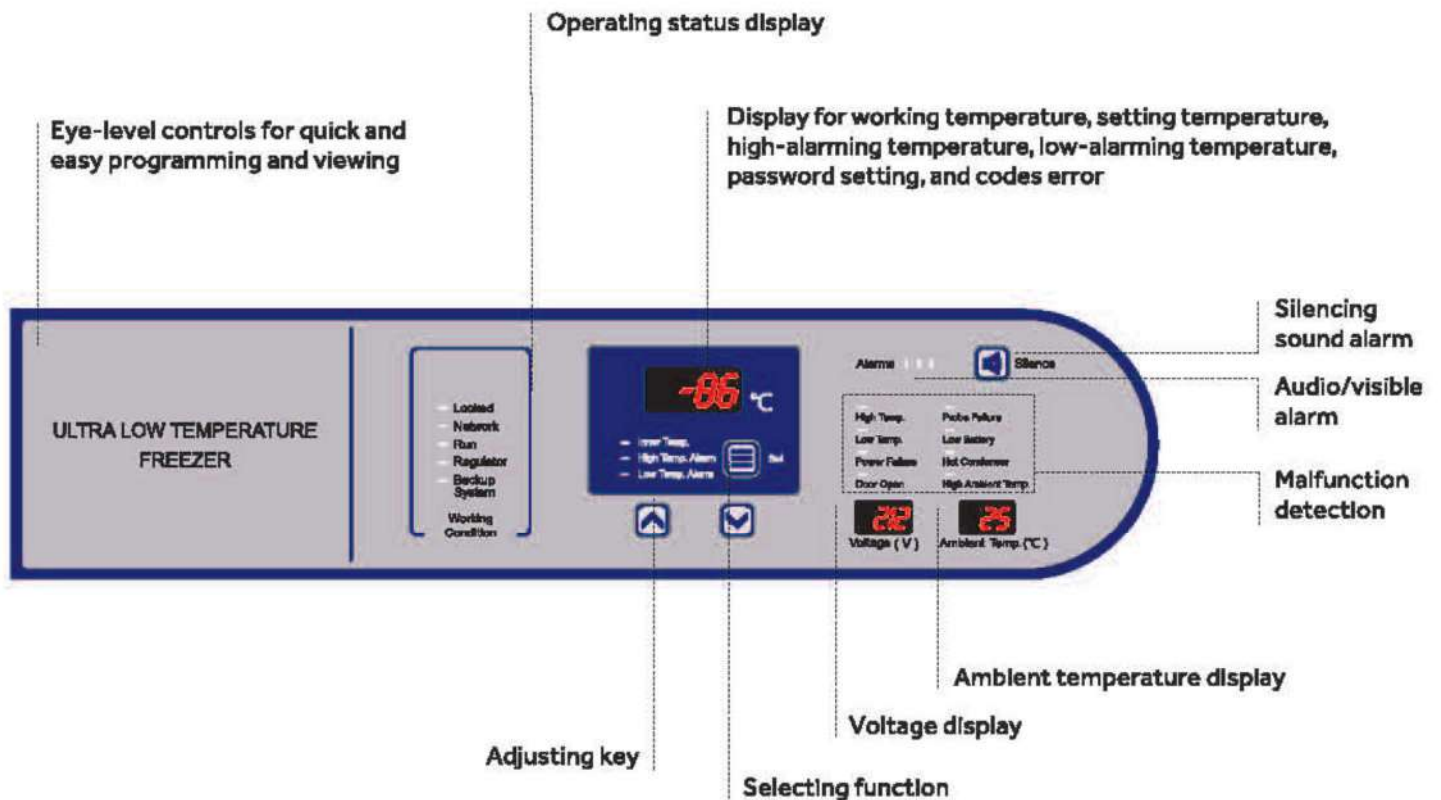 Operating status display
Eye-level controls for quick and
easy programming and viewing
Display for working temperature, setting temperature,
high-alarming temperature, low-alarming temperature,
password setting, and codes error
Silencing
sound alarm
Audio/visible
alarm
Malfunction
detection
ULTRA LOW TEMPERATURE
FREEZER
Locked
Network
Run
Regulator
Backup
System
Working
Condition
-86 °C
Inner Temp.
High Temp. Alarm
Low Temp. Alarm
Set
Alarms
Silence
High Temp.
Probe Failure
Low Temp.
Low Battery
Power Failure
Hot Condenser
Door Open
High Ambient Temp.
212
25
Voltage ( V )
Ambient Temp. (°C )
Ambient temperature display
Voltage display
Adjusting key
Selecting function